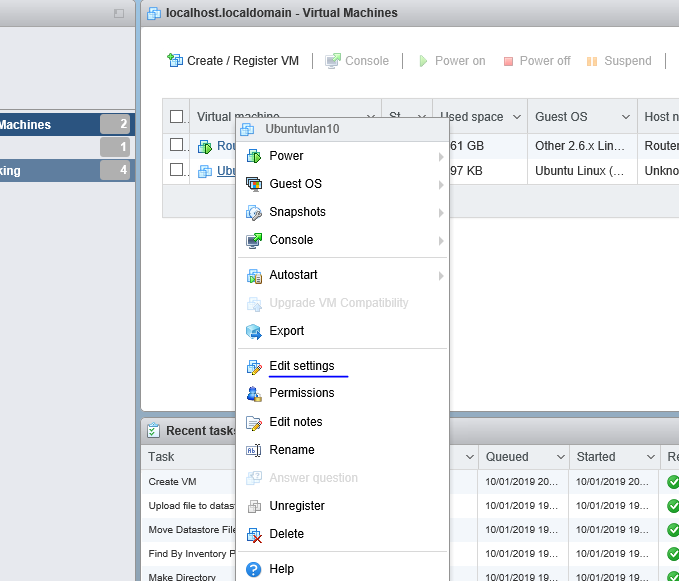 localhost.localdomain - Virtual Machines
Create / Register VM
Console
Power on
Power off
Suspend
Machines 2
1
king 4
Virtual machine
St...
Used space
Guest OS
Host n
Rou
61 GB
Other 2.6.x Lin...
Router
Ubu
97 KB
Ubuntu Linux (...
Unkno
Ubuntuvlan10
Power
Guest OS
Snapshots
Console
Autostart
Upgrade VM Compatibility
Export
Edit settings
Permissions
Edit notes
Rename
Answer question
Unregister
Delete
Help
Recent tasks
Task
Queued
Started
Re
Create VM
10/01/2019 20...
10/01/2019 20...
Upload file to datast
10/01/2019 19...
10/01/2019 19...
Move Datastore File
10/01/2019 19...
10/01/2019 19...
Find By Inventory P
10/01/2019 19...
10/01/2019 19...
Make Directory
10/01/2019 19...
10/01/2019 19...